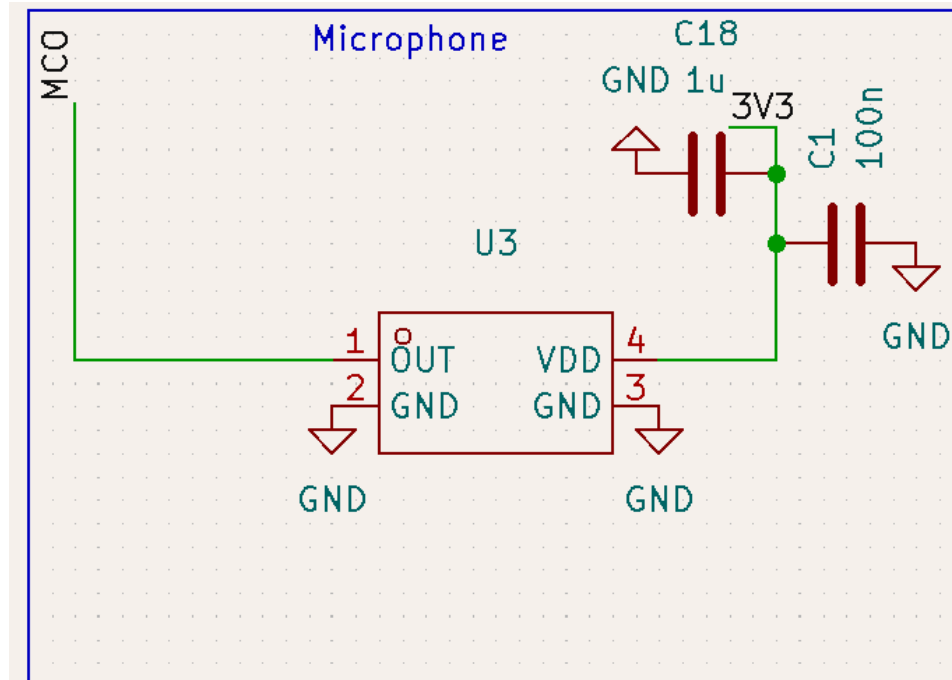 MCO
Microphone
C18
GND 1u
3V3
C1
100n
U3
GND
1
OUT
VDD
4
2
GND
GND
3
GND
GND